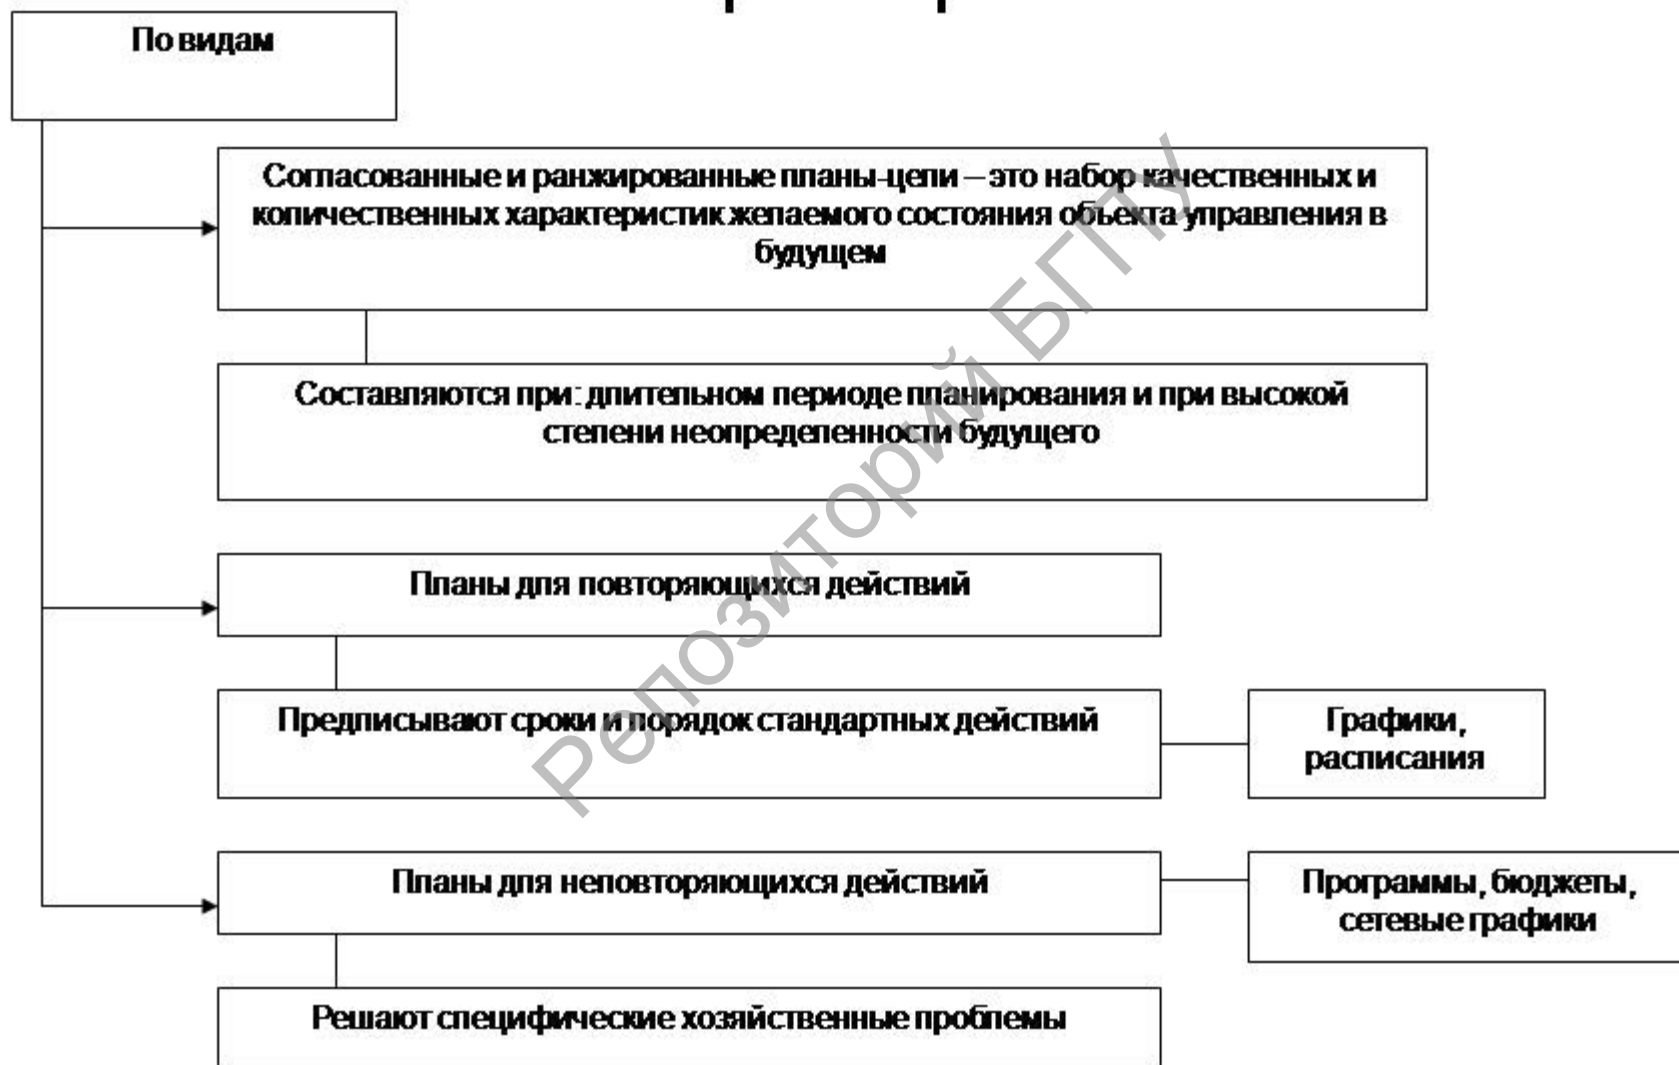 По видам
Согласованные и ранжированные планы-цели – это набор качественных и
количественных характеристик желаемого состояния объекта управления в
будущем
Составляются при: длительном периоде планирования и при высокой
степени неопределенности будущего
Планы для повторяющихся действий
Предписывают сроки и порядок стандартных действий
Графики,
расписания
Планы для неповторяющихся действий
Программы, бюджеты,
сетевые графики
Решают специфические хозяйственные проблемы
Репозиторий БГПУ